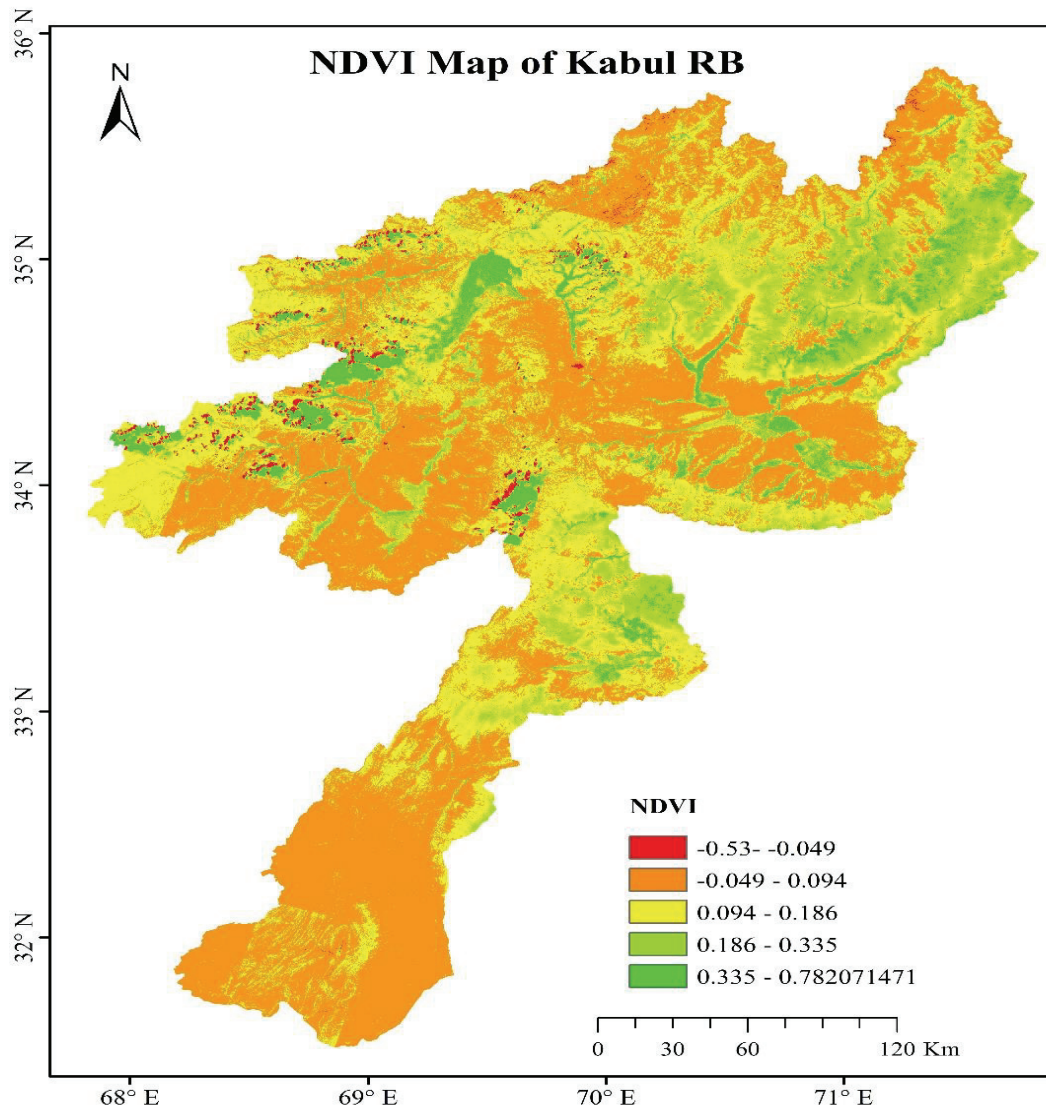 NDVI Map of Kabul RB
N
36° N
35° N
34° N
33° N
32° N
NDVI
-0.53- -0.049
-0.049 - 0.094
0.094 - 0.186
0.186 - 0.335
0.335 - 0.782071471
0 30 60 120 Km
68° E 69° E 70° E 71° E